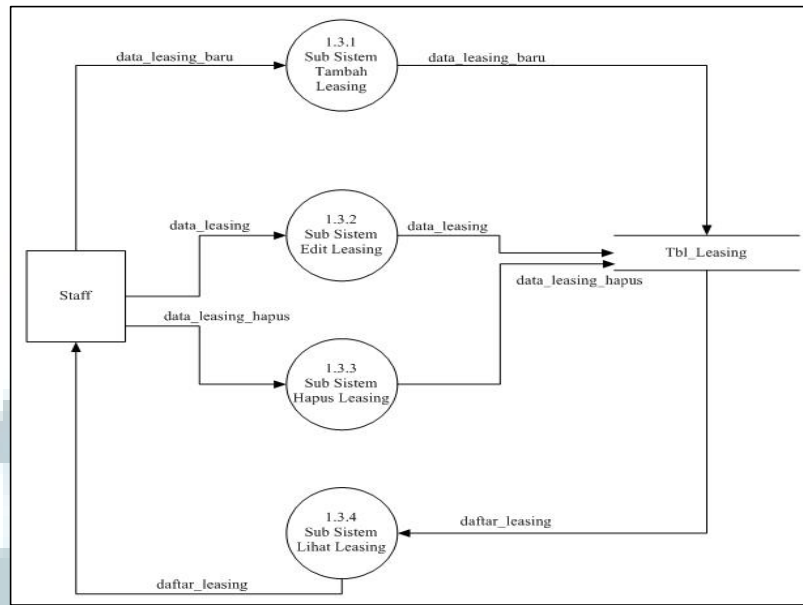 1.3.1
Sub Sistem
Tambah
Leasing
data_leasing_baru
data_leasing_baru
1.3.2
Sub Sistem
Edit Leasing
data_leasing
data_leasing
Staff
Tbl_Leasing
data_leasing_hapus
data_leasing_hapus
1.3.3
Sub Sistem
Hapus Leasing
1.3.4
Sub Sistem
Lihat Leasing
daftar_leasing
daftar_leasing